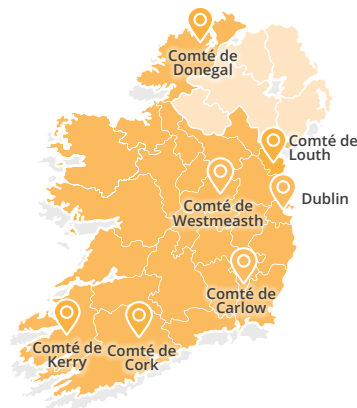 Comté de
Donegal
Comté de
Louth
Dublin
Comté de
Westmeasth
Comté de
Carlow
Comté de
Kerry
Comté de
Cork